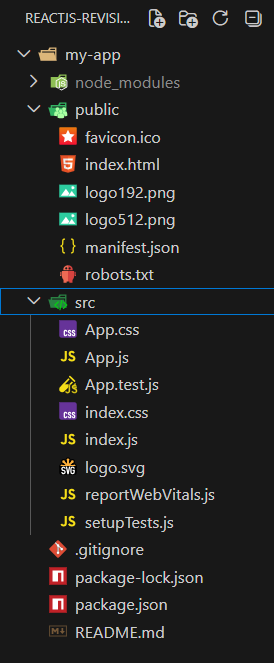 REACTJS-REVISI...
my-app
node_modules
public
favicon.ico
index.html
logo192.png
logo512.png
manifest.json
robots.txt
src
App.css
App.js
App.test.js
index.css
index.js
logo.svg
reportWebVitals.js
setupTests.js
.gitignore
package-lock.json
package.json
README.md